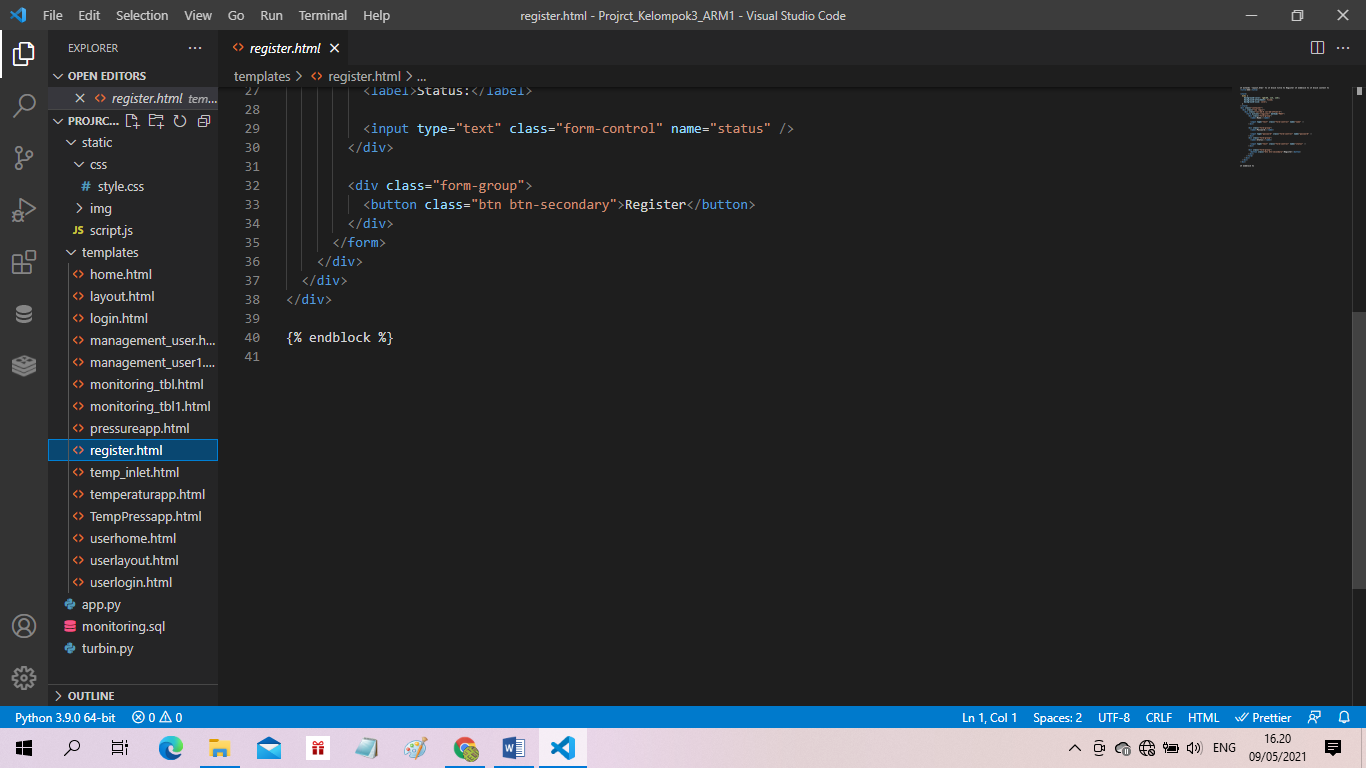 File Edit Selection View Go Run Terminal Help register.html - Projrct_Kelompok3_ARM1 - Visual Studio Code
EXPLORER
OPEN EDITORS
register.html tem...
PROJRC...
static
css
# style.css
img
JS script.js
templates
home.html
layout.html
login.html
management_user.h...
management_user1....
monitoring_tbl.html
monitoring_tbl1.html
pressureapp.html
register.html
temp_inlet.html
temperaturapp.html
TempPressapp.html
userhome.html
userlayout.html
userlogin.html
app.py
monitoring.sql
turbin.py
OUTLINE
register.html
templates > register.html > ...
27 <label>Status:</label>
28
29 <input type="text" class="form-control" name="status" />
30 </div>
31
32 <div class="form-group">
33 <button class="btn btn-secondary">Register</button>
34 </div>
35 </form>
36 </div>
37 </div>
38 </div>
39
40 {% endblock %}
41
Python 3.9.0 64-bit 0 0 Ln 1, Col 1 Spaces: 2 UTF-8 CRLF HTML Prettier
ENG 16.20
09/05/2021